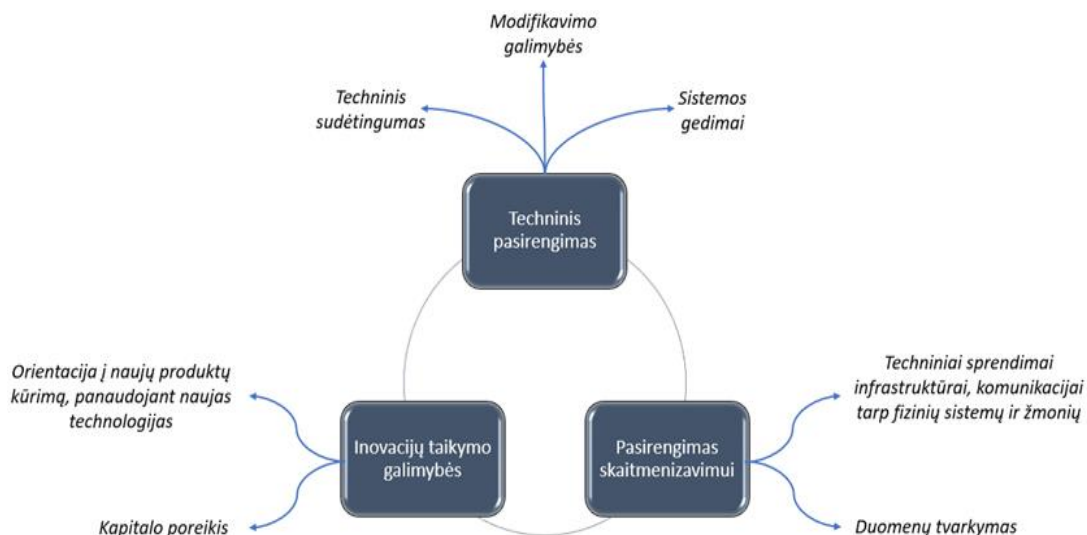 Modifikavimo
galimybės
Techninis
sudėtingumas
Sistemos
gedimai
Techninis
pasirengimas
Orientacija į naujų produktų
kūrimą, panaudojant naujas
technologijas
Techniniai sprendimai
infrastruktūrai, komunikacijai
tarp fizinių sistemų ir žmonių
Inovacijų taikymo
galimybės
Pasirengimas
skaitmenizavimui
Kapitalo poreikis
Duomenų tvarkymas